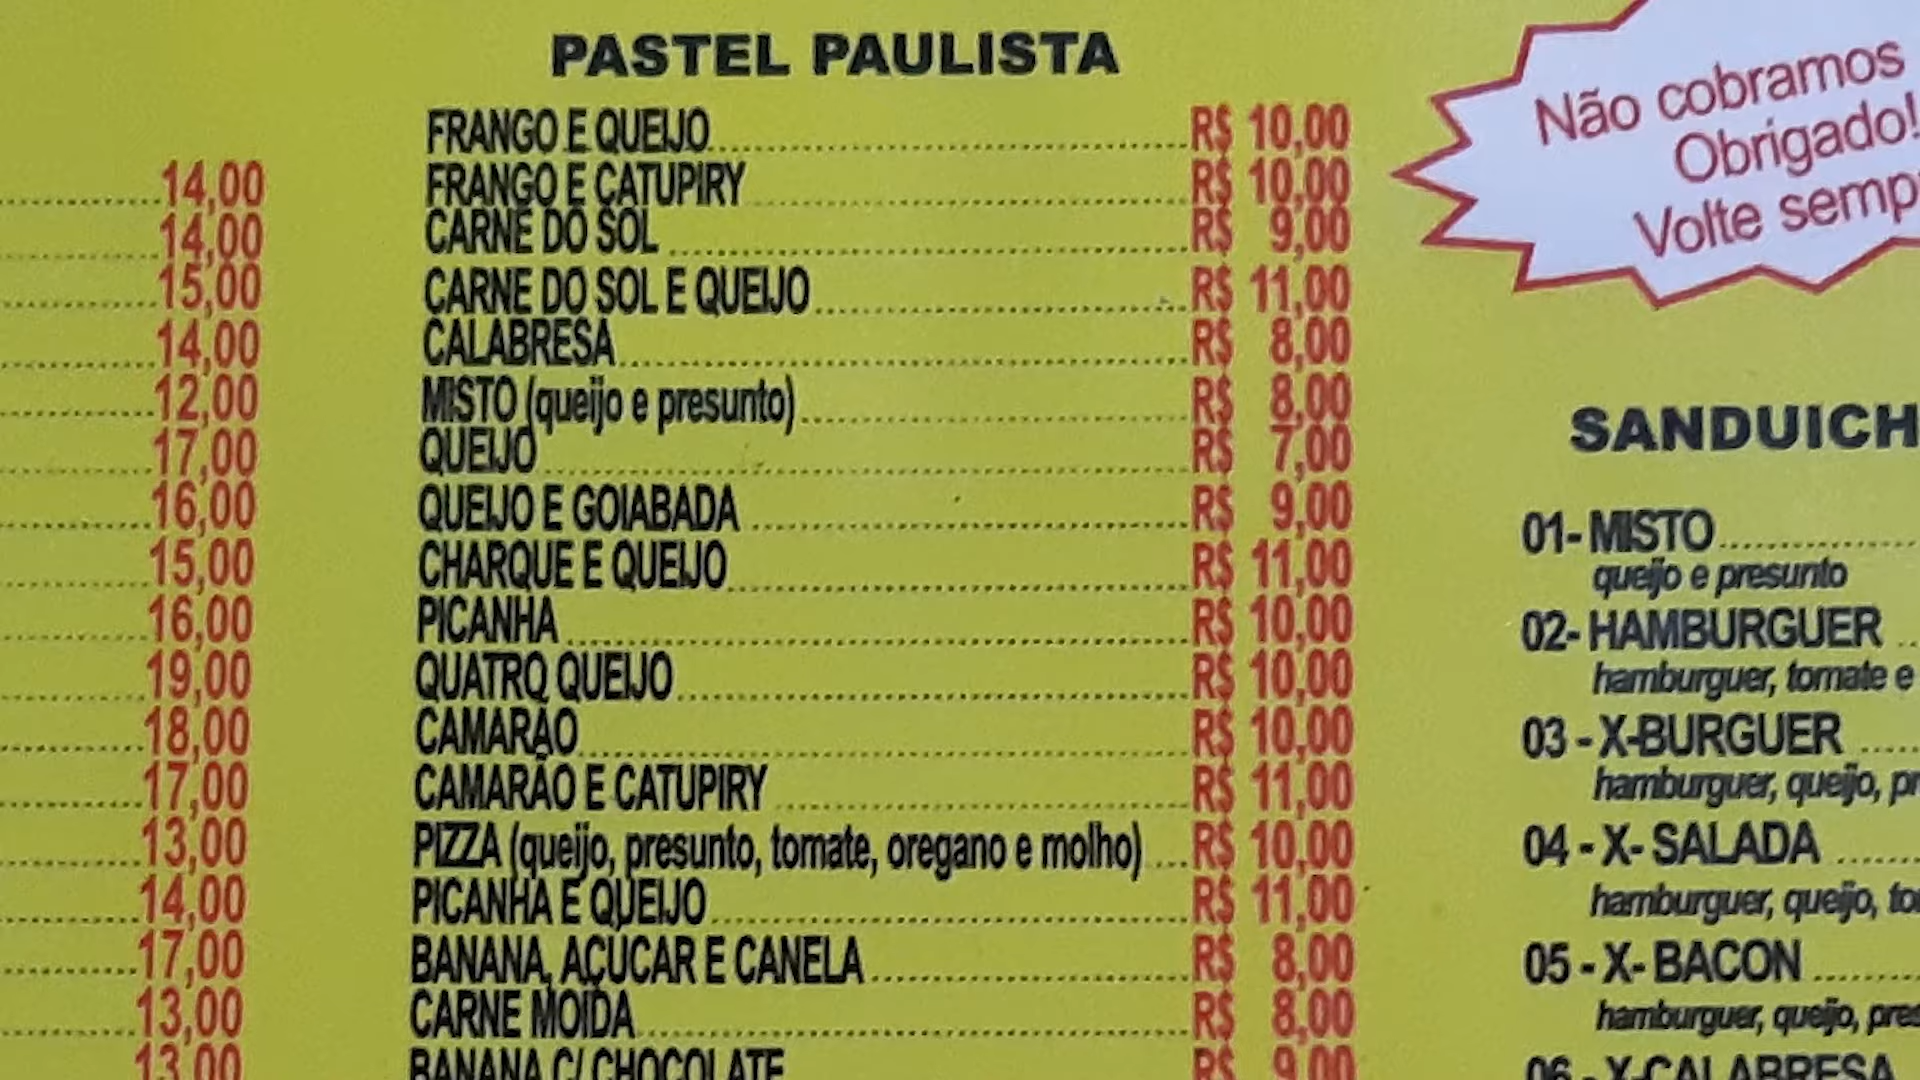 PASTEL PAULISTA
FRANGO E QUEIJO R$ 10,00
FRANGO E CATUPIRY R$ 10,00
CARNE DO SOL R$ 9,00
CARNE DO SOL E QUEIJO R$ 11,00
CALABRESA R$ 8,00
MISTO (queijo e presunto) R$ 8,00
QUEIJO R$ 7,00
QUEIJO E GOIABADA R$ 9,00
CHARQUE E QUEIJO R$ 11,00
PICANHA R$ 10,00
QUATRO QUEIJO R$ 10,00
CAMARÃO R$ 10,00
CAMARÃO E CATUPIRY R$ 11,00
PIZZA (queijo, presunto, tomate, oregano e molho) R$ 10,00
PICANHA E QUEIJO R$ 11,00
BANANA, AÇÚCAR E CANELA R$ 8,00
CARNE MOÍDA R$ 8,00
BANANA C/ CHOCOLATE R$ 9,00
14,00
14,00
15,00
14,00
12,00
17,00
16,00
15,00
16,00
19,00
18,00
17,00
13,00
14,00
17,00
13,00
13,00
Não cobramos
Obrigado!
Volte semp
SANDUICH
01- MISTO
queijo e presunto
02- HAMBURGUER
hamburguer, tomate e
03 - X-BURGUER
hamburguer, queijo, pr
04 - X- SALADA
hamburguer, queijo, to
05 - X- BACON
hamburguer, queijo, pres
06 - X-CALABRESA